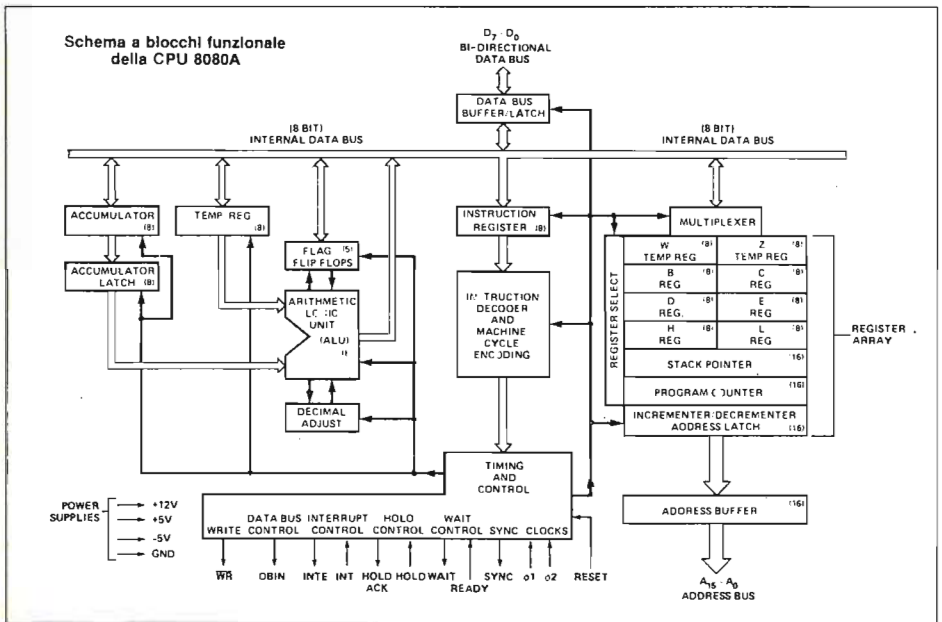 Schema a blocchi funzionale
della CPU 8080A
D7 - D0
BI-DIRECTIONAL
DATA BUS
DATA BUS
BUFFER/LATCH
(8 BIT)
INTERNAL DATA BUS
(8 BIT)
INTERNAL DATA BUS
ACCUMULATOR
(8)
TEMP REG
(8)
INSTRUCTION
REGISTER (8)
MULTIPLEXER
FLAG (5)
FLIP FLOPS
ACCUMULATOR
LATCH (8)
ARITHMETIC
LOGIC
UNIT
(ALU)
DECIMAL
ADJUST
INSTRUCTION
DECODER
AND
MACHINE
CYCLE
ENCODING
REGISTER SELECT
W (8)
TEMP REG
Z (8)
TEMP REG
B (8)
REG
C (8)
REG
D (8)
REG.
E (8)
REG
H (8)
REG
L (8)
REG
STACK POINTER (16)
PROGRAM COUNTER (16)
INCREMENTER/DECREMENTER
ADDRESS LATCH (16)
REGISTER
ARRAY
TIMING
AND
CONTROL
WRITE
DATA BUS
CONTROL
INTERRUPT
CONTROL
HOLD
CONTROL
WAIT
CONTROL
SYNC
CLOCKS
ADDRESS BUFFER (16)
POWER
SUPPLIES
+12V
+5V
-5V
GND
WR
DBIN
INTE
INT
HOLD
ACK
HOLD
WAIT
READY
SYNC
ø1
ø2
RESET
A15 - A0
ADDRESS BUS